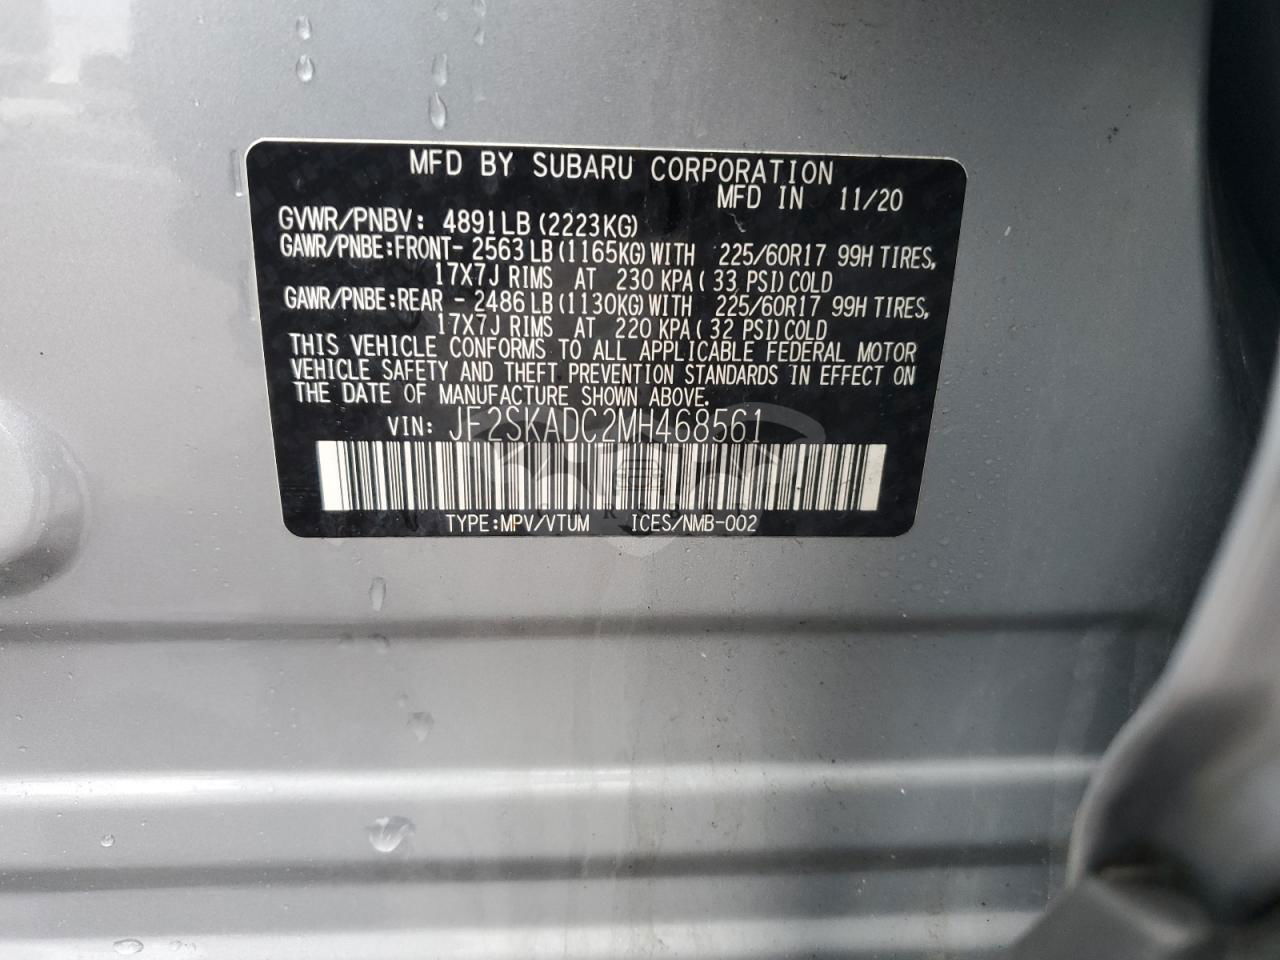 MFD BY SUBARU CORPORATION
MFD IN 11/20
GVWR/PNBV: 4891LB (2223KG)
GAWR/PNBE:FRONT- 2563LB (1165KG)WITH 225/60R17 99H TIRES,
17X7J RIMS AT 230 KPA( 33 PSI)COLD
GAWR/PNBE:REAR - 2486LB (1130KG)WITH 225/60R17 99H TIRES,
17X7J RIMS AT 220 KPA( 32 PSI)COLD
THIS VEHICLE CONFORMS TO ALL APPLICABLE FEDERAL MOTOR
VEHICLE SAFETY AND THEFT PREVENTION STANDARDS IN EFFECT ON
THE DATE OF MANUFACTURE SHOWN ABOVE.
VIN: JF2SKADC2MH468561
TYPE:MPV/VTUM ICES/NMB-002